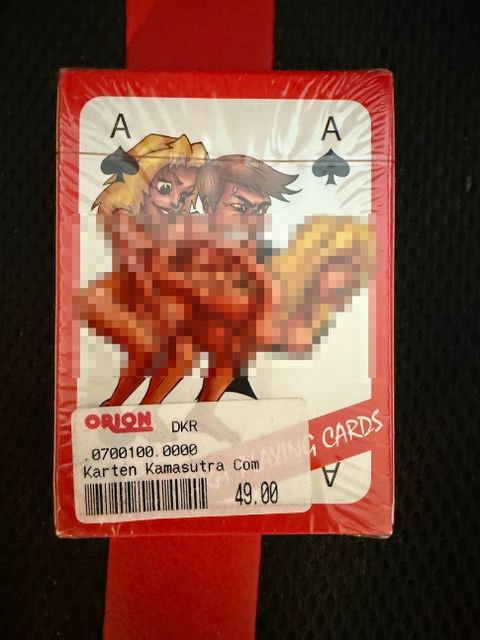 A A
ORION DKR
.0700100.0000
Karten Kamasutra Com
49.00
PLAYING CARDS
A